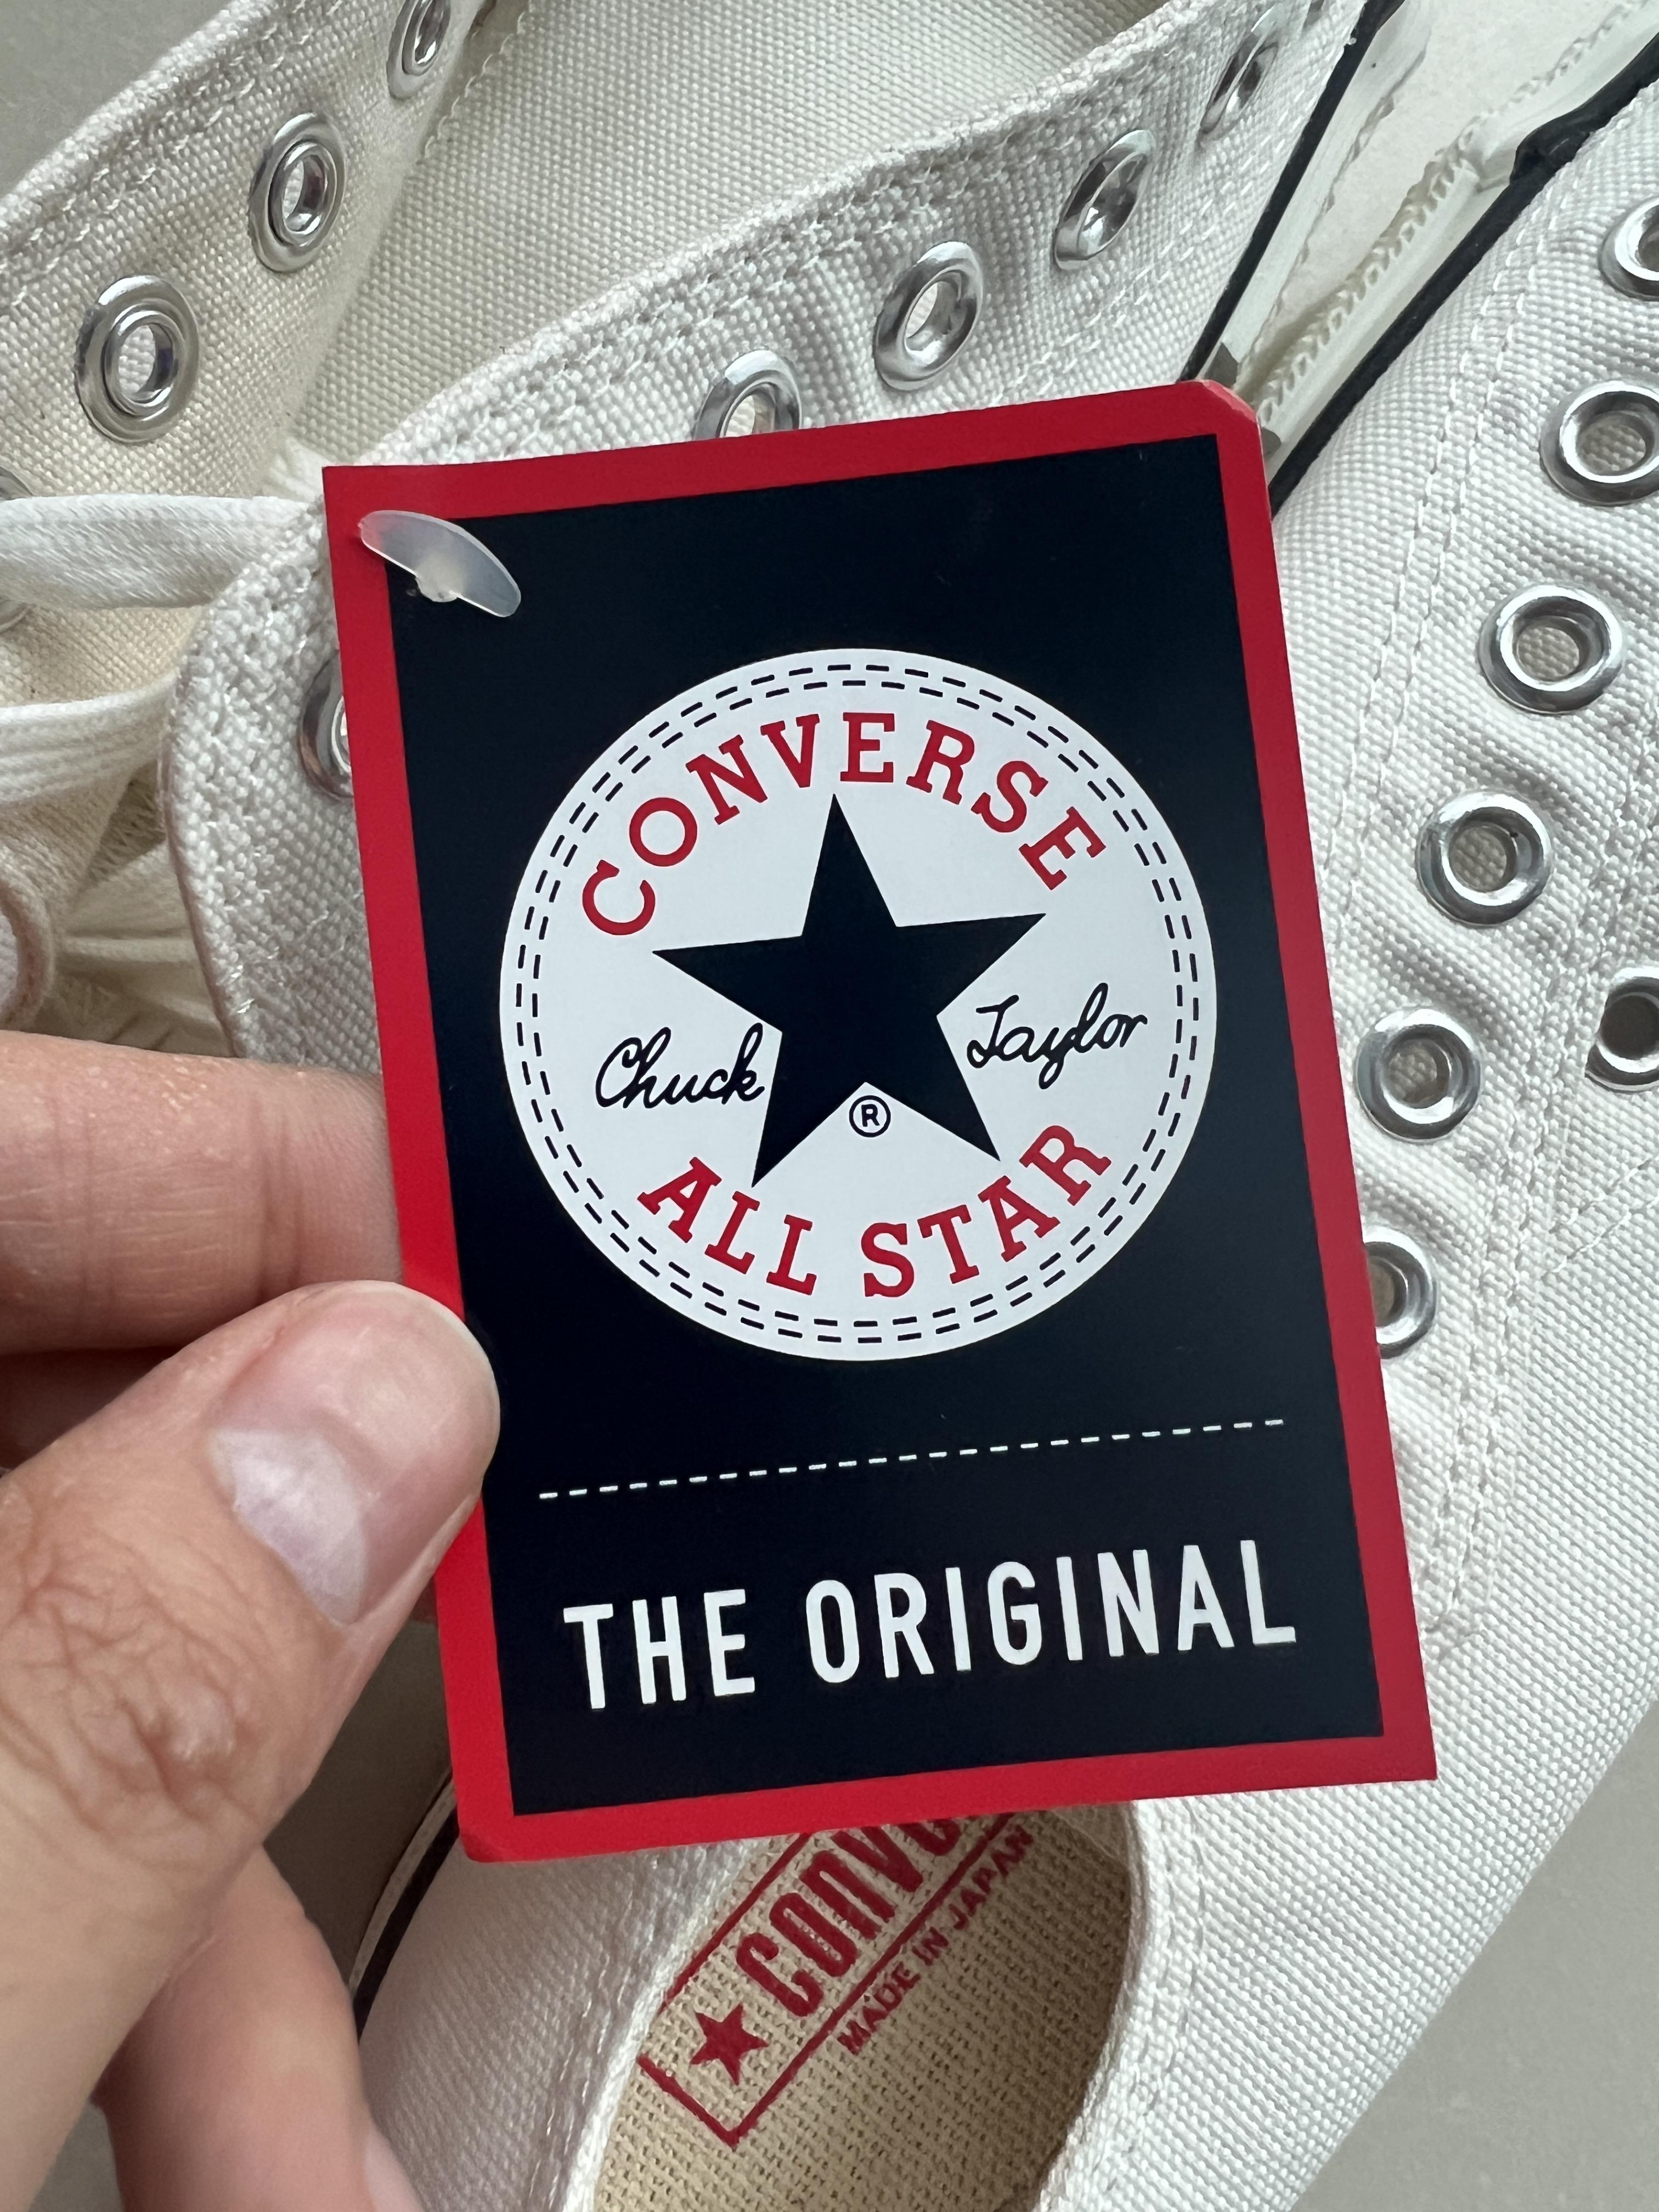 CONVERSE
Chuck Taylor
®
ALL STAR
THE ORIGINAL
MADE IN JAPAN